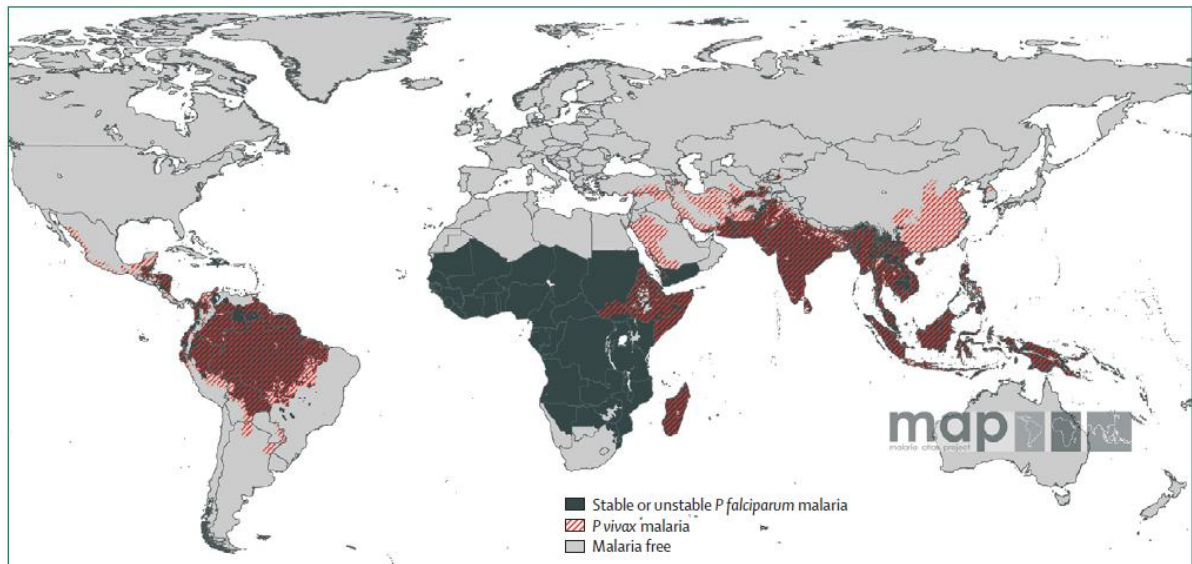 map
malaria atlas project
Stable or unstable P falciparum malaria
P vivax malaria
Malaria free